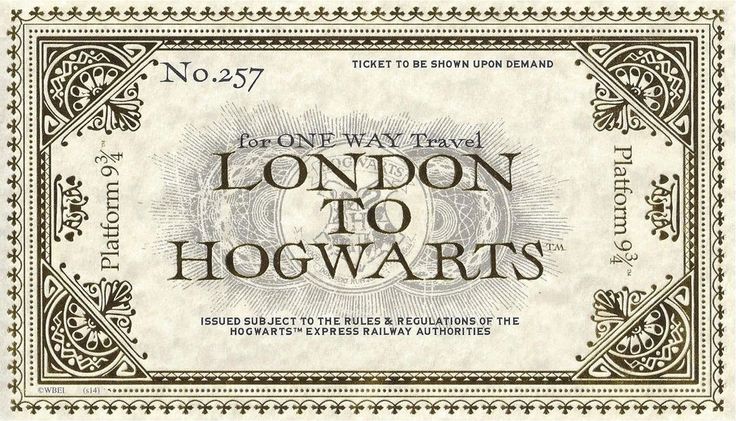 No.257
TICKET TO BE SHOWN UPON DEMAND
for ONE WAY Travel
LONDON
TO
HOGWARTS™
Platform 9¾™
Platform 9¾™
ISSUED SUBJECT TO THE RULES & REGULATIONS OF THE
HOGWARTS™ EXPRESS RAILWAY AUTHORITIES
©WBEI. (s14)